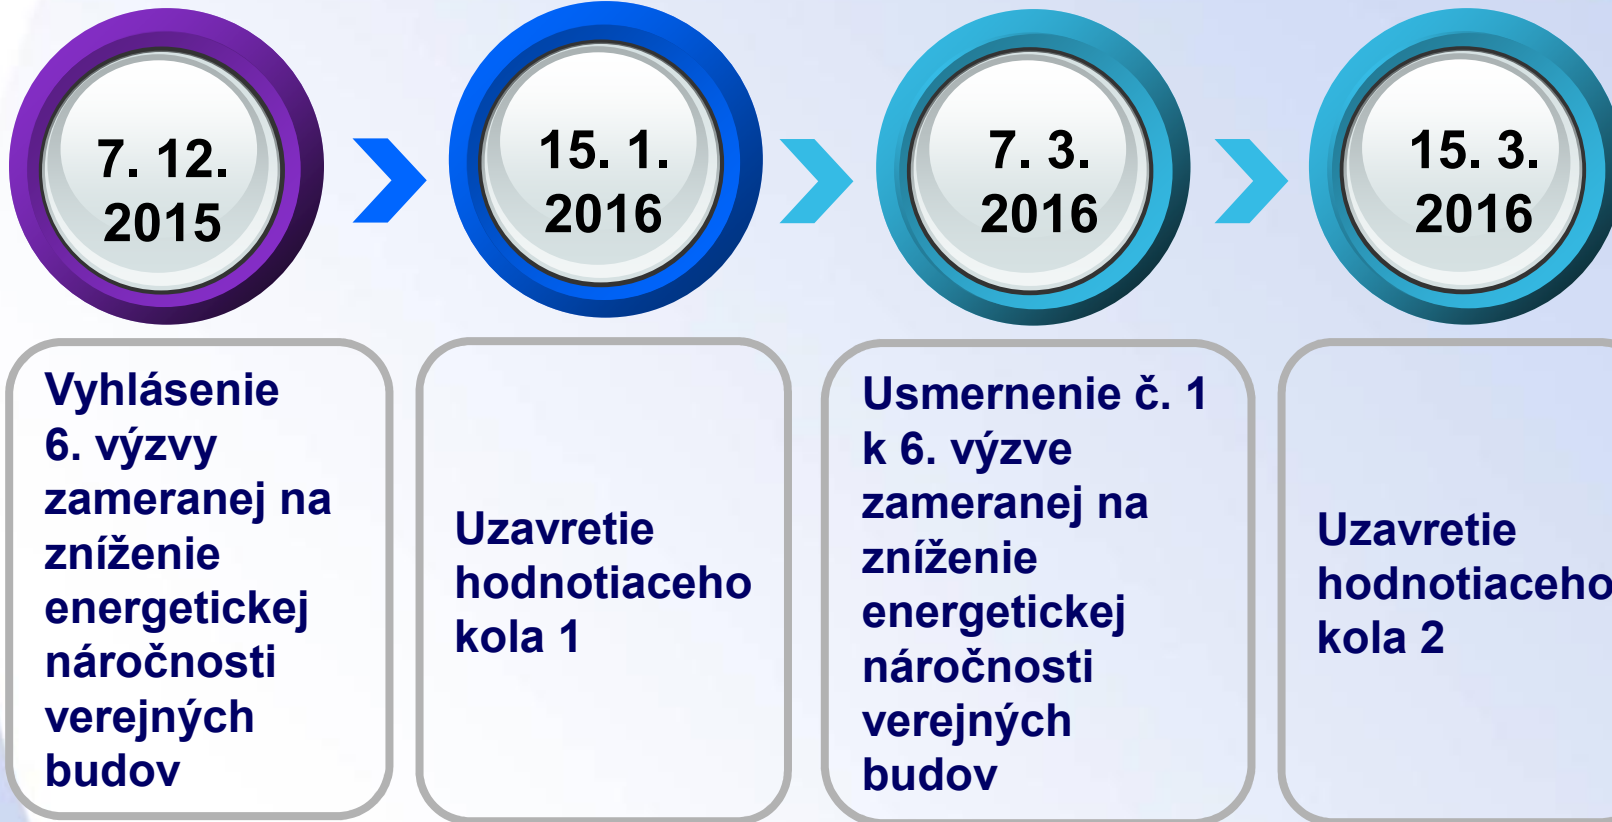 7. 12.
2015
15. 1.
2016
7. 3.
2016
15. 3.
2016
Vyhlásenie
6. výzvy
zameranej na
zníženie
energetickej
náročnosti
verejných
budov
Uzavretie
hodnotiaceho
kola 1
Usmernenie č. 1
k 6. výzve
zameranej na
zníženie
energetickej
náročnosti
verejných
budov
Uzavretie
hodnotiaceho
kola 2